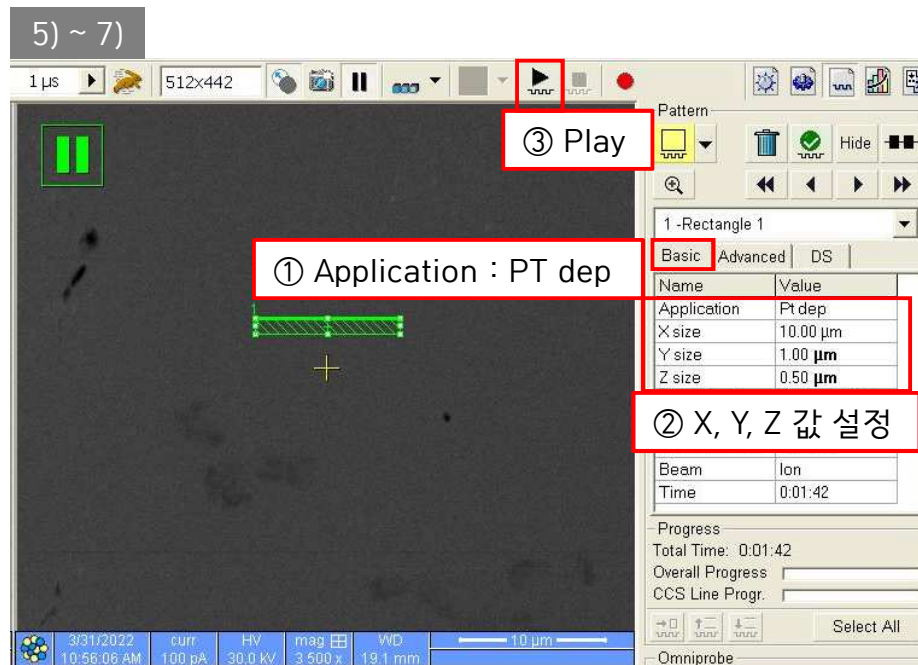 5) ~ 7)
1 µs 512x442
Pattern
③ Play
Hide
1 -Rectangle 1
Basic Advanced DS
① Application : PT dep
Name Value
Application Pt dep
X size 10.00 µm
Y size 1.00 µm
Z size 0.50 µm
② X, Y, Z 값 설정
Beam Ion
Time 0:01:42
1
Progress
Total Time: 0:01:42
Overall Progress
CCS Line Progr.
Select All
Omniprobe
3/31/2022 curr HV mag WD 10 µm
10:56:06 AM 100 pA 30.0 kV 3 500 x 19.1 mm